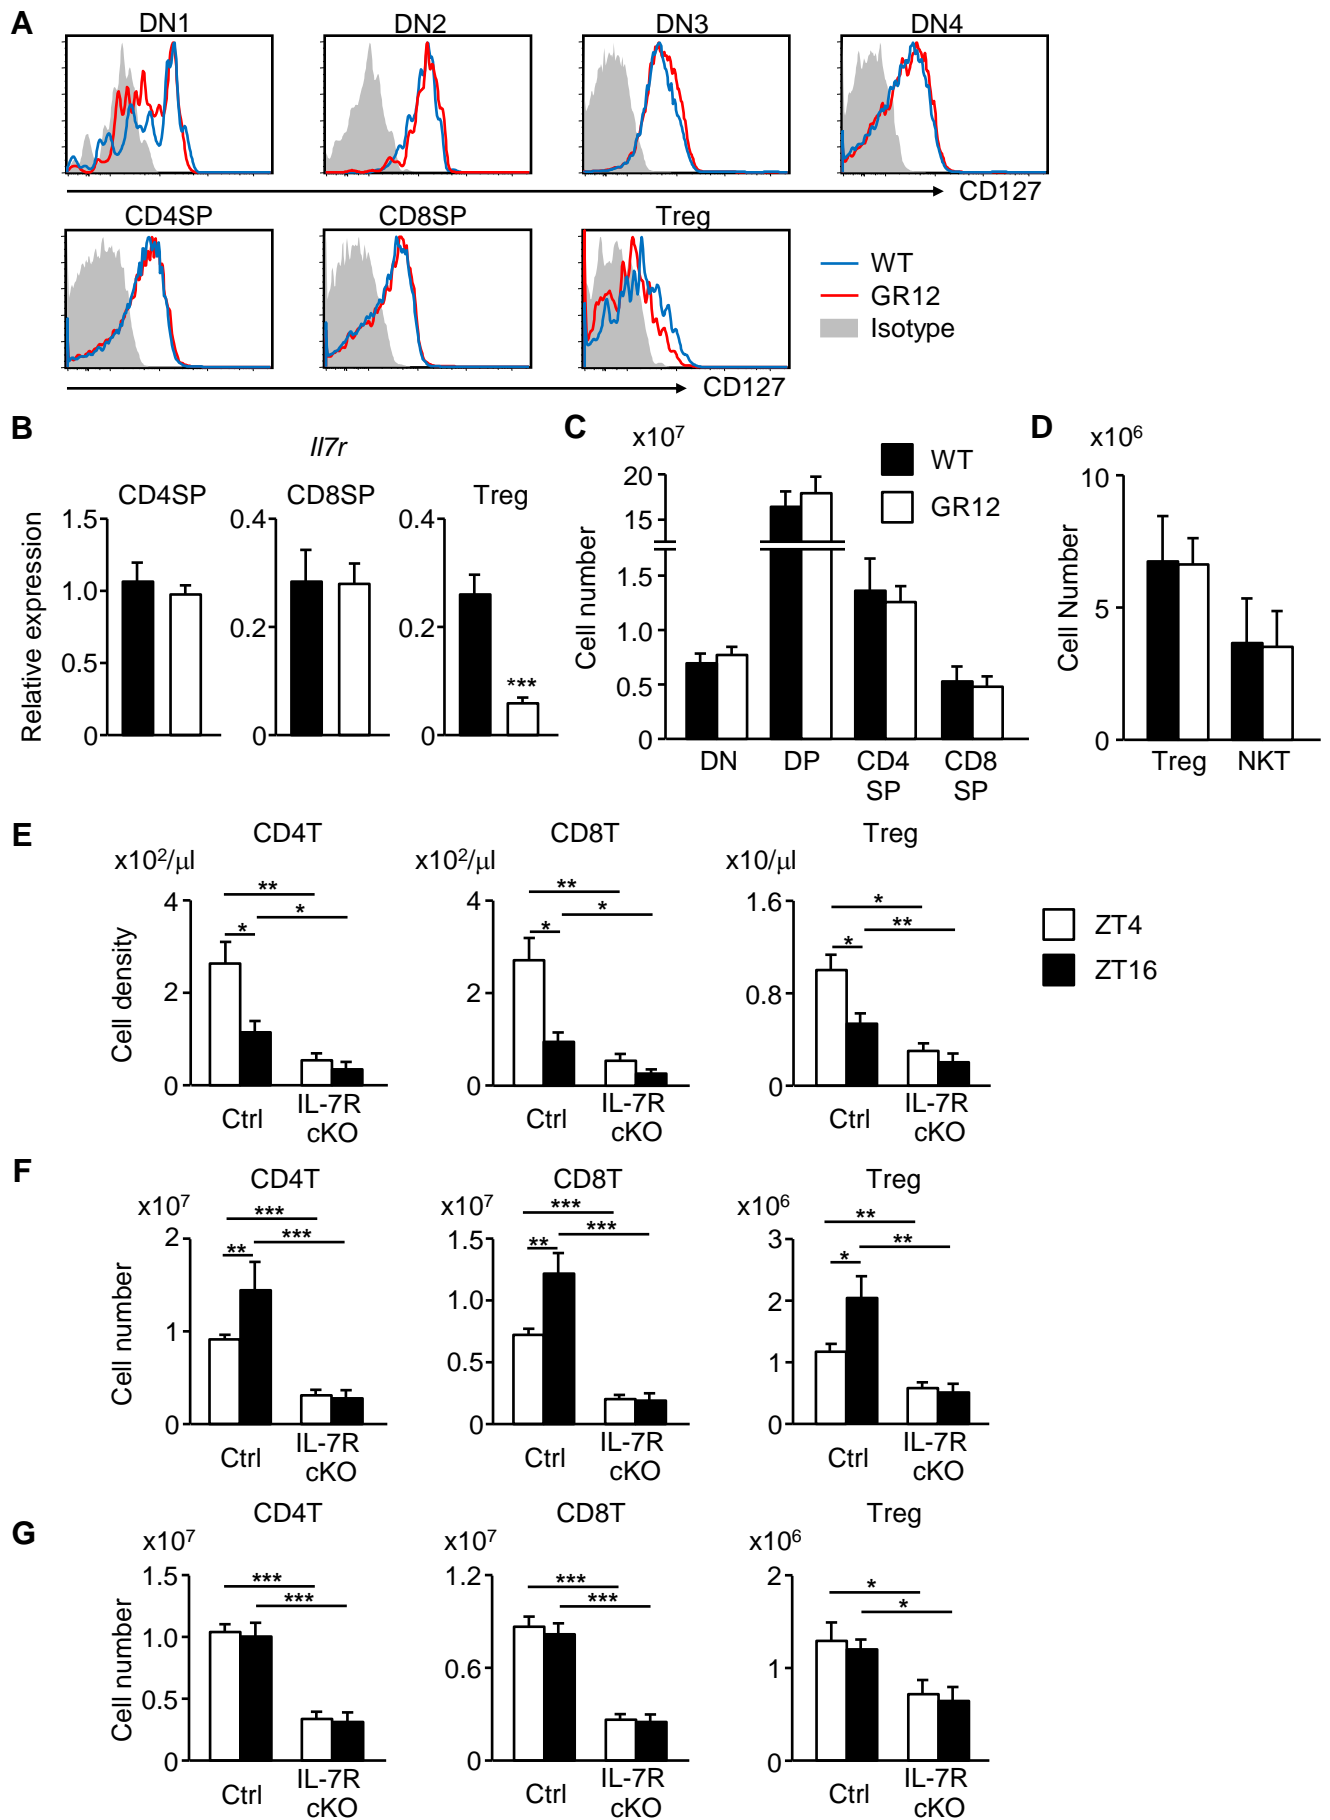 A
DN1 DN2 DN3 DN4
CD127
CD4SP CD8SP Treg
WT
GR12
Isotype
CD127
B
Il7r
CD4SP CD8SP Treg
Relative expression
1.5 0.4 0.4
1.0
0.2 0.2
0.5
***
0 0 0
C
x10⁷
WT
GR12
Cell number
20
15
1.5
1.0
0.5
0
DN DP CD4 SP CD8 SP
D
x10⁶
Cell Number
10
5
0
Treg NKT
E
CD4T CD8T Treg
x10²/µl x10²/µl x10/µl
Cell density
** ** *
* * **
* * *
4 4 1.6
2 2 0.8
0 0 0
Ctrl IL-7R cKO Ctrl IL-7R cKO Ctrl IL-7R cKO
ZT4
ZT16
F
CD4T CD8T Treg
x10⁷ x10⁷ x10⁶
Cell number
*** *** **
*** *** **
** ** *
2 1.5 3
1.0 2
1 0.5 1
0 0 0
Ctrl IL-7R cKO Ctrl IL-7R cKO Ctrl IL-7R cKO
G
CD4T CD8T Treg
x10⁷ x10⁷ x10⁶
Cell number
*** *** *
*** *** *
1.5 1.2 2
1.0
0.6 1
0.5
0 0 0
Ctrl IL-7R cKO Ctrl IL-7R cKO Ctrl IL-7R cKO